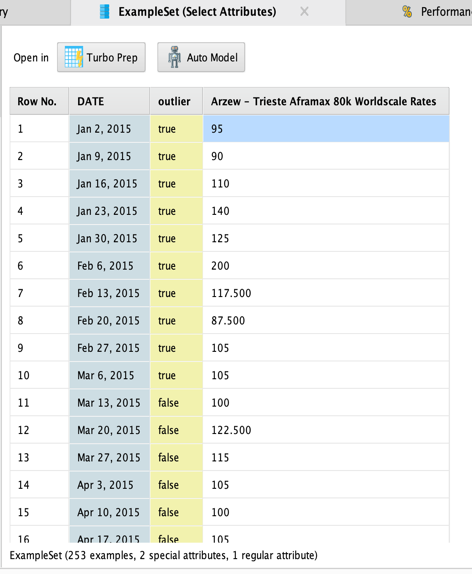 ry ExampleSet (Select Attributes) Performan
Open in Turbo Prep Auto Model
Row No. DATE outlier Arzew – Trieste Aframax 80k Worldscale Rates
1 Jan 2, 2015 true 95
2 Jan 9, 2015 true 90
3 Jan 16, 2015 true 110
4 Jan 23, 2015 true 140
5 Jan 30, 2015 true 125
6 Feb 6, 2015 true 200
7 Feb 13, 2015 true 117.500
8 Feb 20, 2015 true 87.500
9 Feb 27, 2015 true 105
10 Mar 6, 2015 true 105
11 Mar 13, 2015 false 100
12 Mar 20, 2015 false 122.500
13 Mar 27, 2015 false 115
14 Apr 3, 2015 false 105
15 Apr 10, 2015 false 100
16 Apr 17, 2015 false 105
ExampleSet (253 examples, 2 special attributes, 1 regular attribute)